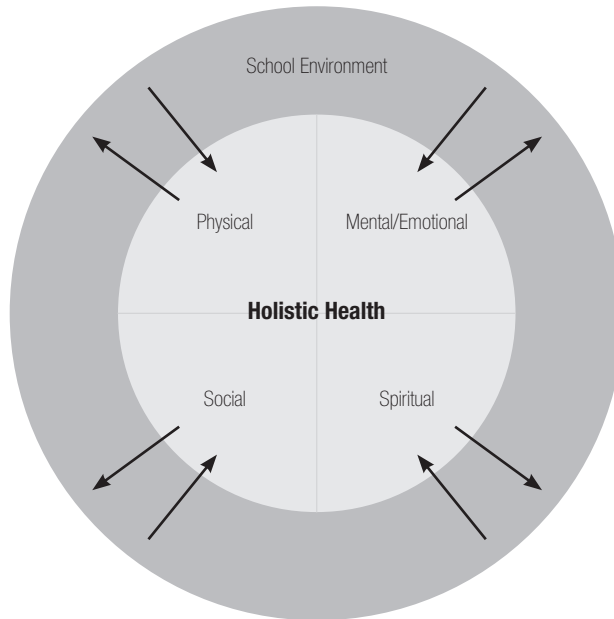 School Environment
Physical
Mental/Emotional
Holistic Health
Social
Spiritual